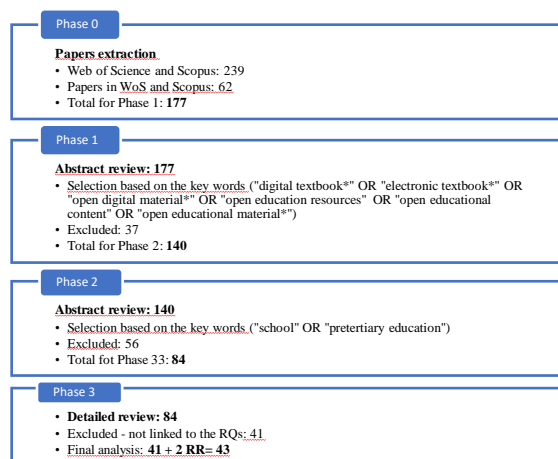 Phase 0
Papers extraction
• Web of Science and Scopus: 239
• Papers in WoS and Scopus: 62
• Total for Phase 1: 177
Phase 1
Abstract review: 177
• Selection based on the key words ("digital textbook*" OR "electronic textbook*" OR
"open digital material*" OR "open education resources" OR "open educational
content" OR "open educational material*")
• Excluded: 37
• Total for Phase 2: 140
Phase 2
Abstract review: 140
• Selection based on the key words ("school" OR "pretertiary education")
• Excluded: 56
• Total fot Phase 33: 84
Phase 3
• Detailed review: 84
• Excluded - not linked to the RQs: 41
• Final analysis: 41 + 2 RR= 43